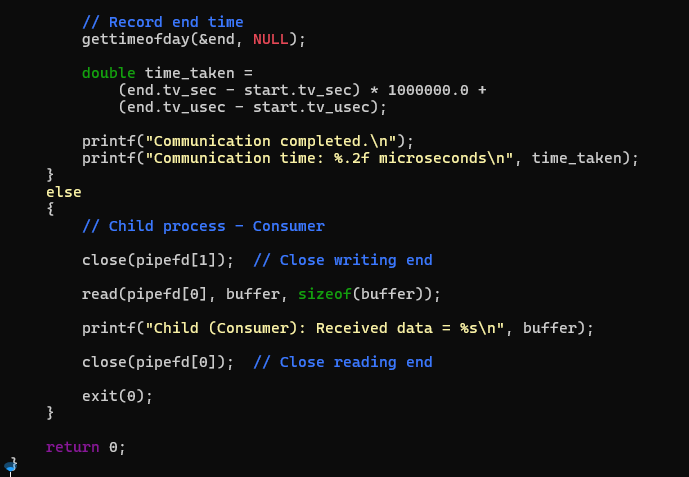 // Record end time
gettimeofday(&end, NULL);
double time_taken =
(end.tv_sec - start.tv_sec) * 1000000.0 +
(end.tv_usec - start.tv_usec);
printf("Communication completed.\n");
printf("Communication time: %.2f microseconds\n", time_taken);
}
else
{
// Child process - Consumer
close(pipefd[1]);  // Close writing end
read(pipefd[0], buffer, sizeof(buffer));
printf("Child (Consumer): Received data = %s\n", buffer);
close(pipefd[0]);  // Close reading end
exit(0);
}
return 0;
}